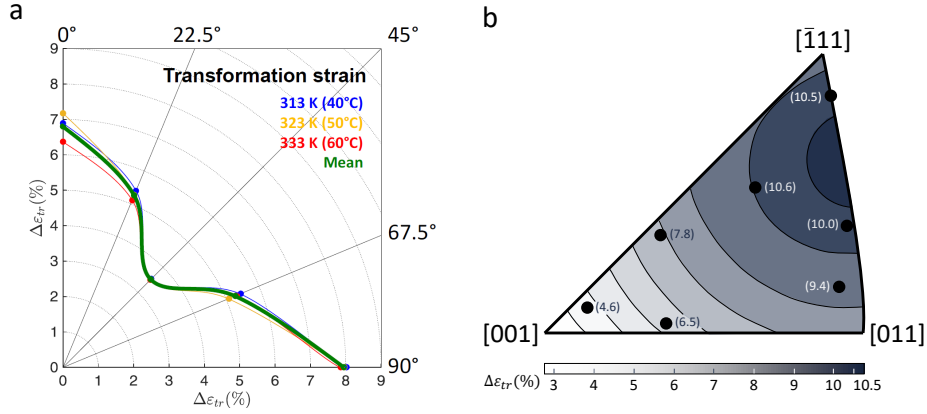 a
0°
22.5°
45°
9
8
7
6
5
4
3
2
1
0
Δε_tr(%)
Transformation strain
313 K (40°C)
323 K (50°C)
333 K (60°C)
Mean
67.5°
90°
0 1 2 3 4 5 6 7 8 9
Δε_tr(%)
b
[1̄11]
(10.5)
(10.6)
(10.0)
(7.8)
(9.4)
(4.6)
(6.5)
[001]
[011]
Δε_tr(%)
3 4 5 6 7 8 9 10 10.5